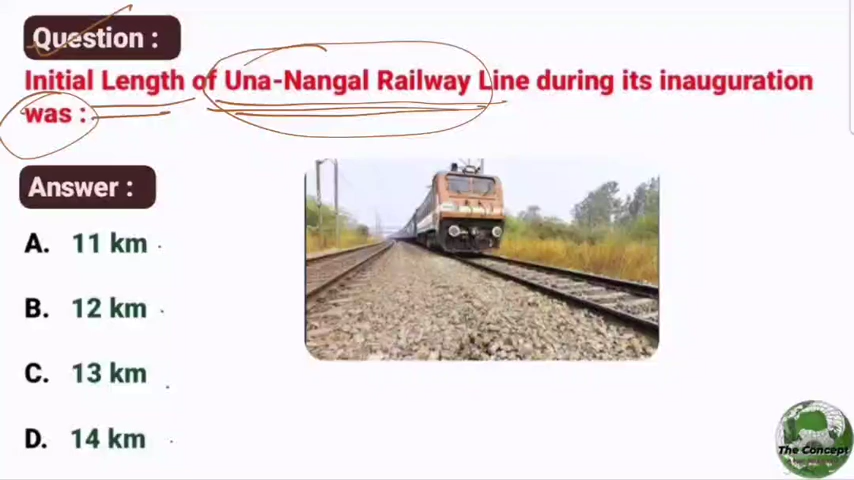 Question :
Initial Length of Una-Nangal Railway Line during its inauguration
was :
Answer :
A. 11 km
B. 12 km
C. 13 km
D. 14 km
The Concept